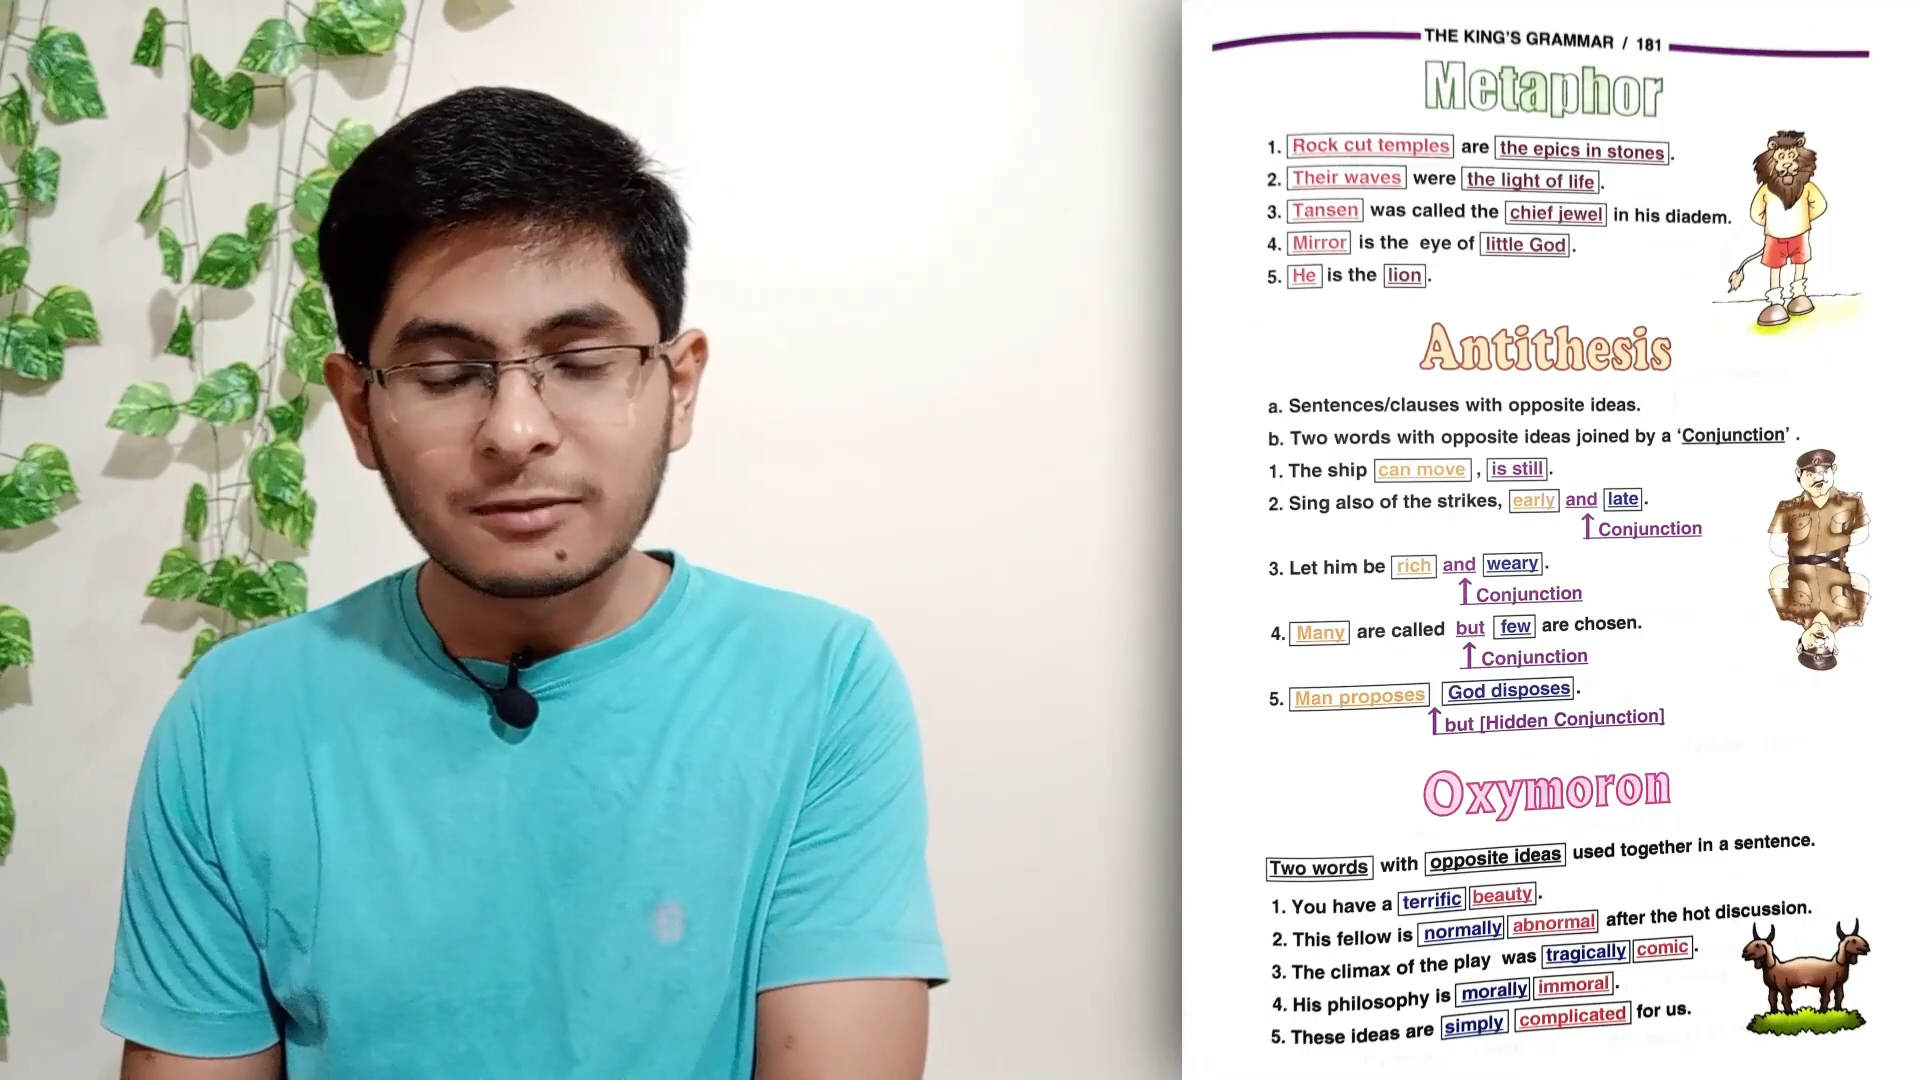 THE KING'S GRAMMAR / 181
Metaphor
1. Rock cut temples are the epics in stones.
2. Their waves were the light of life.
3. Tansen was called the chief jewel in his diadem.
4. Mirror is the eye of little God.
5. He is the lion.
Antithesis
a. Sentences/clauses with opposite ideas.
b. Two words with opposite ideas joined by a 'Conjunction'.
1. The ship can move, is still.
2. Sing also of the strikes, early and late.
Conjunction
3. Let him be rich and weary.
Conjunction
4. Many are called but few are chosen.
Conjunction
5. Man proposes God disposes.
but [Hidden Conjunction]
Oxymoron
Two words with opposite ideas used together in a sentence.
1. You have a terrific beauty.
2. This fellow is normally abnormal after the hot discussion.
3. The climax of the play was tragically comic.
4. His philosophy is morally immoral.
5. These ideas are simply complicated for us.